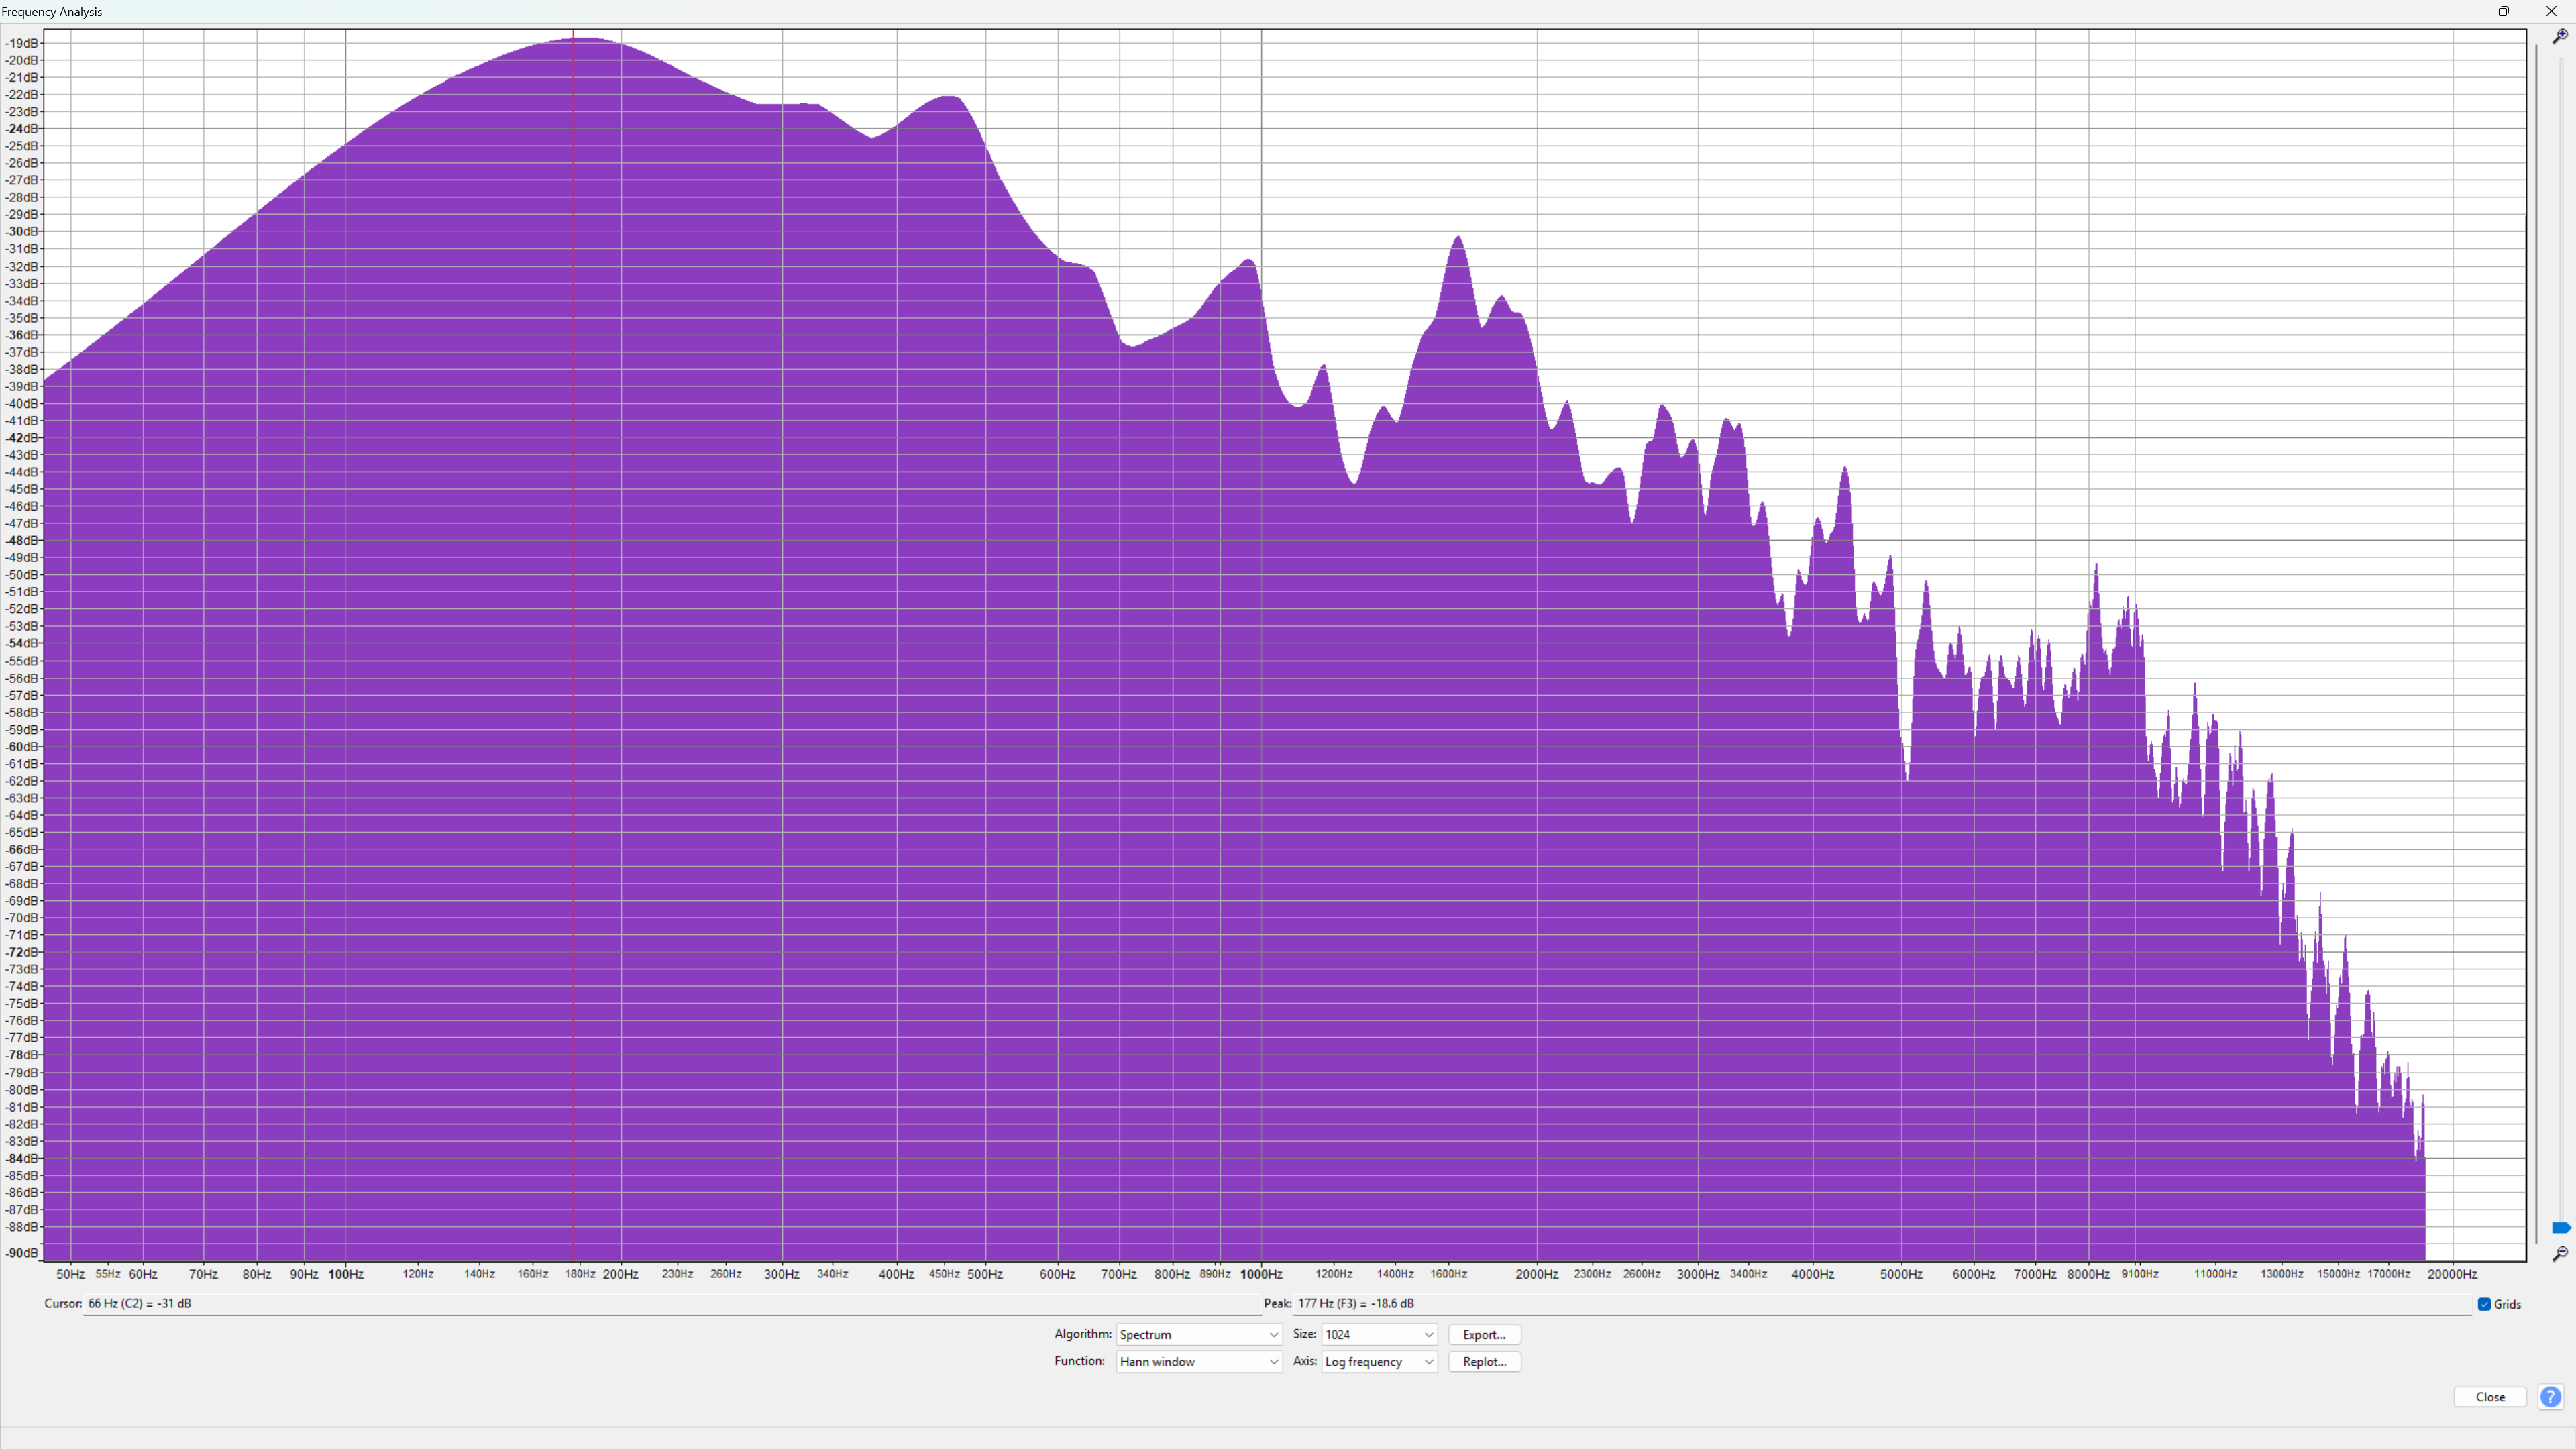 Frequency Analysis
-19dB
-20dB
-21dB
-22dB
-23dB
-24dB
-25dB
-26dB
-27dB
-28dB
-29dB
-30dB
-31dB
-32dB
-33dB
-34dB
-35dB
-36dB
-37dB
-38dB
-39dB
-40dB
-41dB
-42dB
-43dB
-44dB
-45dB
-46dB
-47dB
-48dB
-49dB
-50dB
-51dB
-52dB
-53dB
-54dB
-55dB
-56dB
-57dB
-58dB
-59dB
-60dB
-61dB
-62dB
-63dB
-64dB
-65dB
-66dB
-67dB
-68dB
-69dB
-70dB
-71dB
-72dB
-73dB
-74dB
-75dB
-76dB
-77dB
-78dB
-79dB
-80dB
-81dB
-82dB
-83dB
-84dB
-85dB
-86dB
-87dB
-88dB
-90dB
50Hz 55Hz 60Hz 70Hz 80Hz 90Hz 100Hz 120Hz 140Hz 160Hz 180Hz 200Hz 230Hz 260Hz 300Hz 340Hz 400Hz 450Hz 500Hz 600Hz 700Hz 800Hz 890Hz 1000Hz 1200Hz 1400Hz 1600Hz 2000Hz 2300Hz 2600Hz 3000Hz 3400Hz 4000Hz 5000Hz 6000Hz 7000Hz 8000Hz 9100Hz 11000Hz 13000Hz 15000Hz 17000Hz 20000Hz
Cursor: 66 Hz (C2) = -31 dB Peak: 177 Hz (F3) = -18.6 dB Grids
Algorithm: Spectrum Size: 1024 Export...
Function: Hann window Axis: Log frequency Replot...
Close ?